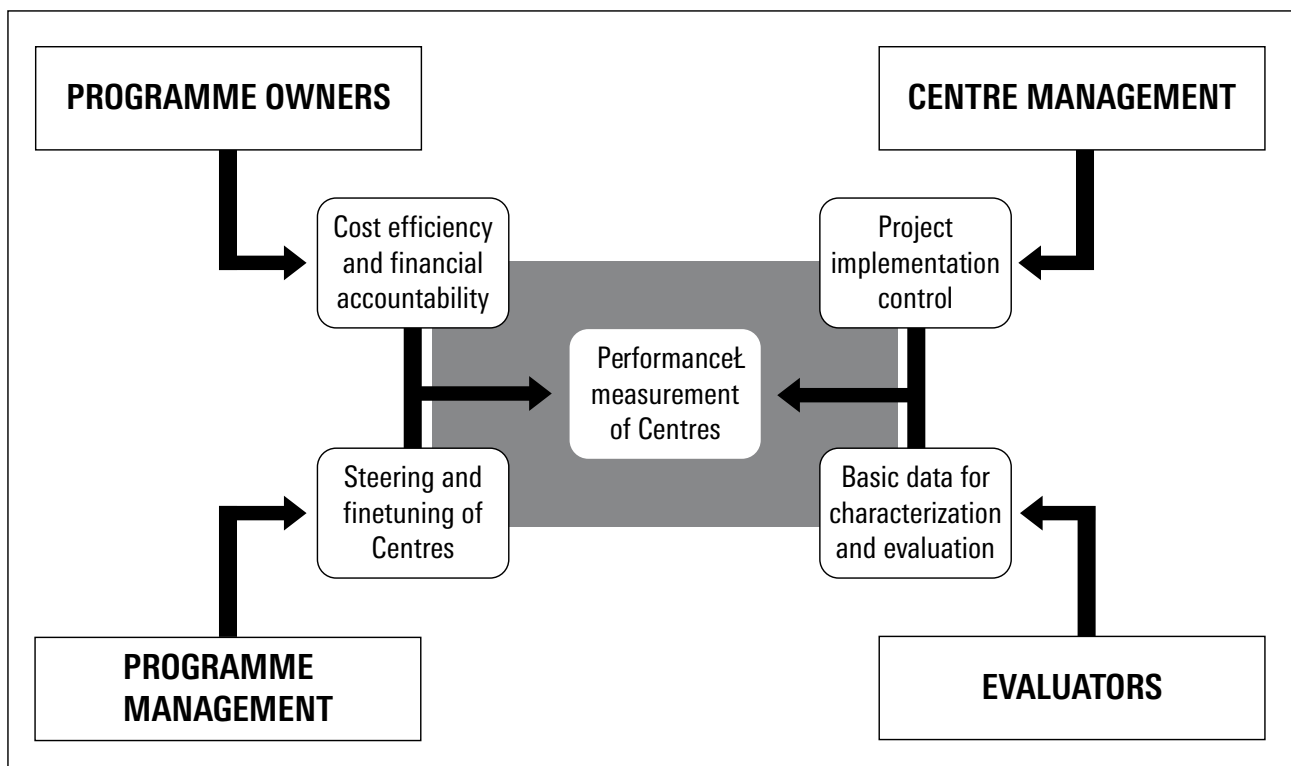 PROGRAMME OWNERS
CENTRE MANAGEMENT
Cost efficiency
and financial
accountability
Project
implementation
control
PerformanceŁ
measurement
of Centres
Steering and
finetuning of
Centres
Basic data for
characterization
and evaluation
PROGRAMME
MANAGEMENT
EVALUATORS